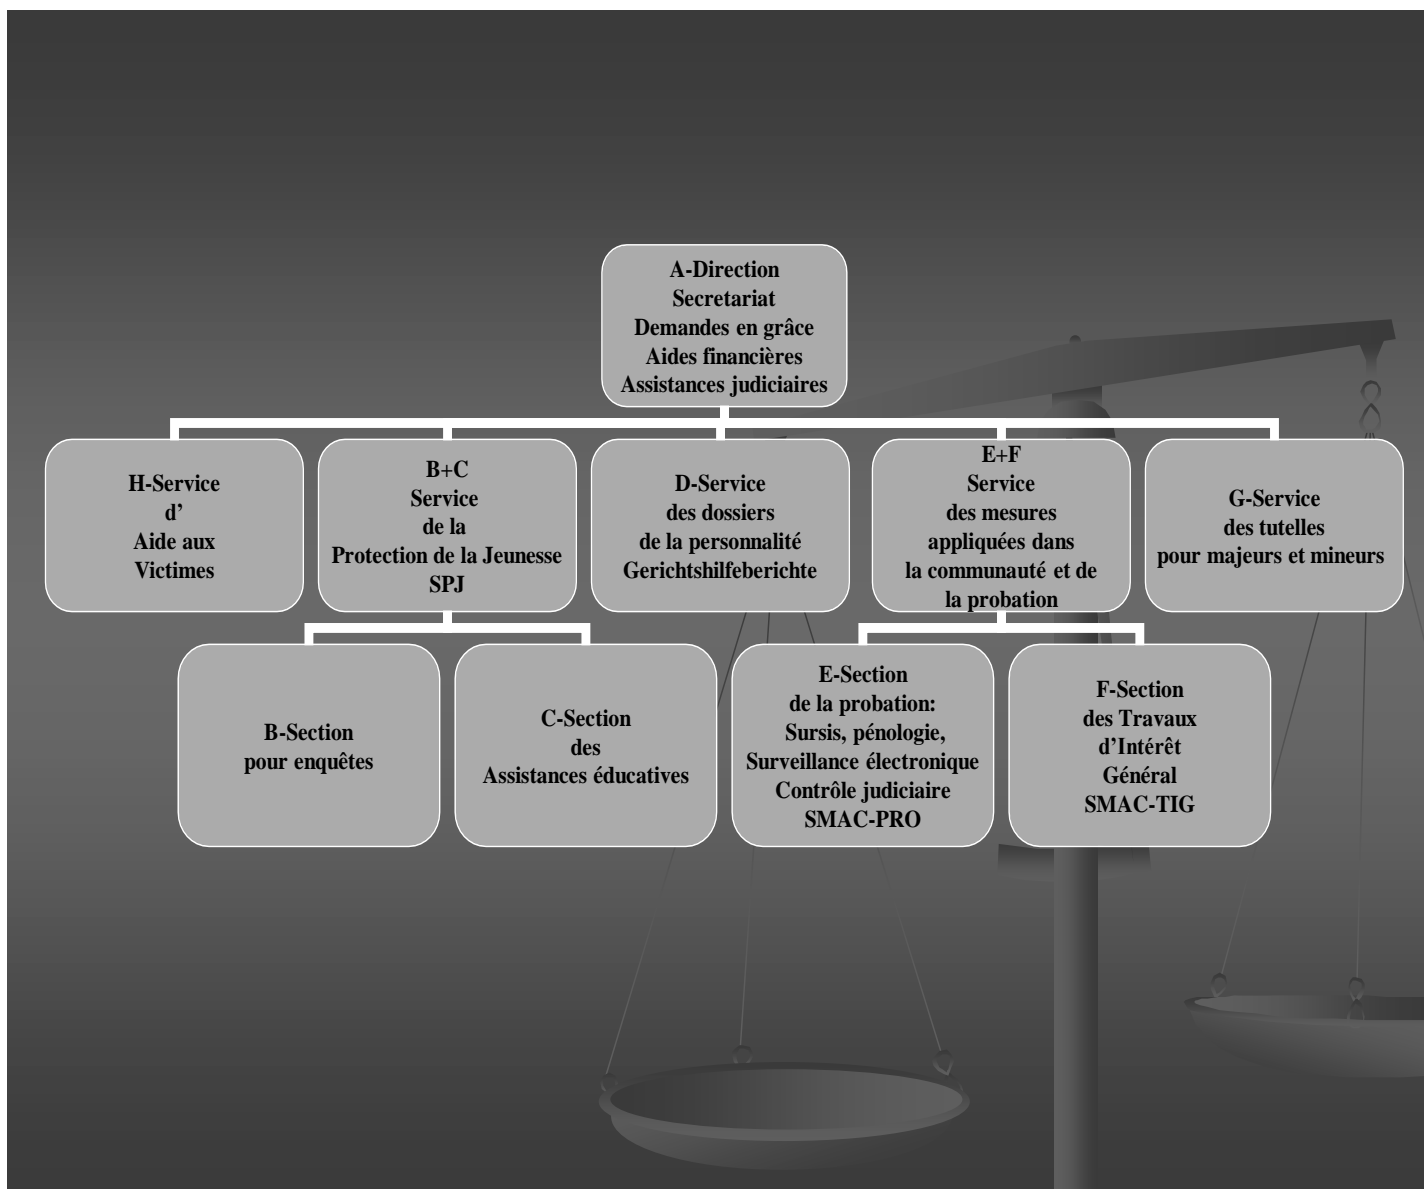 A-Direction
Secretariat
Demandes en grâce
Aides financières
Assistances judiciaires
H-Service
d’
Aide aux
Victimes
B+C
Service
de la
Protection de la Jeunesse
SPJ
D-Service
des dossiers
de la personnalité
Gerichtshilfeberichte
E+F
Service
des mesures
appliquées dans
la communauté et de
la probation
G-Service
des tutelles
pour majeurs et mineurs
B-Section
pour enquêtes
C-Section
des
Assistances éducatives
E-Section
de la probation:
Sursis, pénologie,
Surveillance électronique
Contrôle judiciaire
SMAC-PRO
F-Section
des Travaux
d’Intérêt
Général
SMAC-TIG